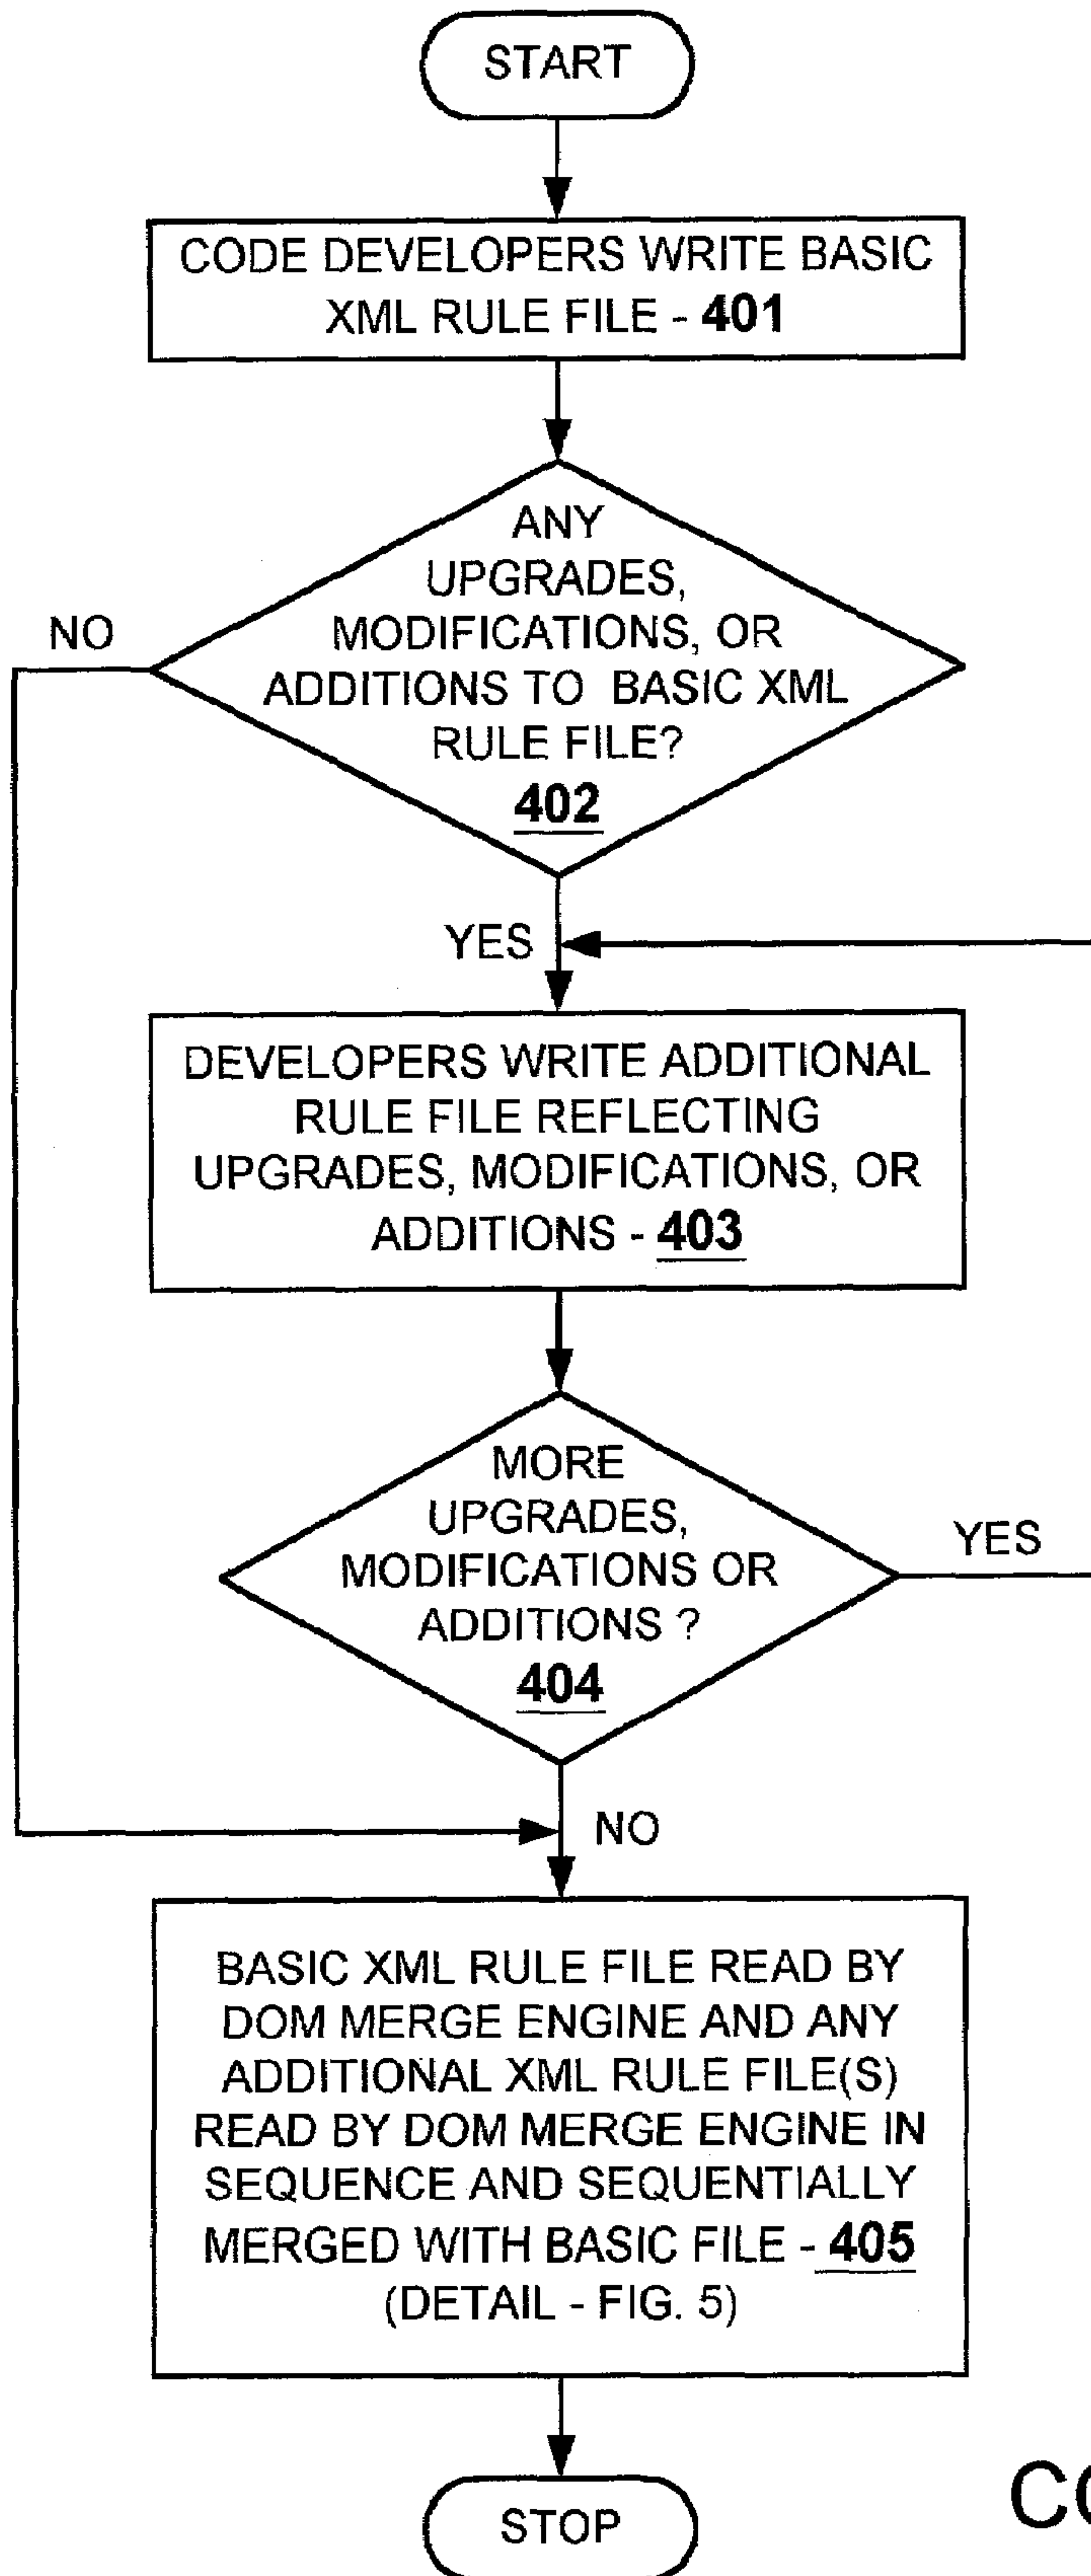 START
CODE DEVELOPERS WRITE BASIC
XML RULE FILE - 401
ANY
UPGRADES,
MODIFICATIONS, OR
ADDITIONS TO BASIC XML
RULE FILE?
402
NO
YES
DEVELOPERS WRITE ADDITIONAL
RULE FILE REFLECTING
UPGRADES, MODIFICATIONS, OR
ADDITIONS - 403
MORE
UPGRADES,
MODIFICATIONS OR
ADDITIONS ?
404
YES
NO
BASIC XML RULE FILE READ BY
DOM MERGE ENGINE AND ANY
ADDITIONAL XML RULE FILE(S)
READ BY DOM MERGE ENGINE IN
SEQUENCE AND SEQUENTIALLY
MERGED WITH BASIC FILE - 405
(DETAIL - FIG. 5)
STOP